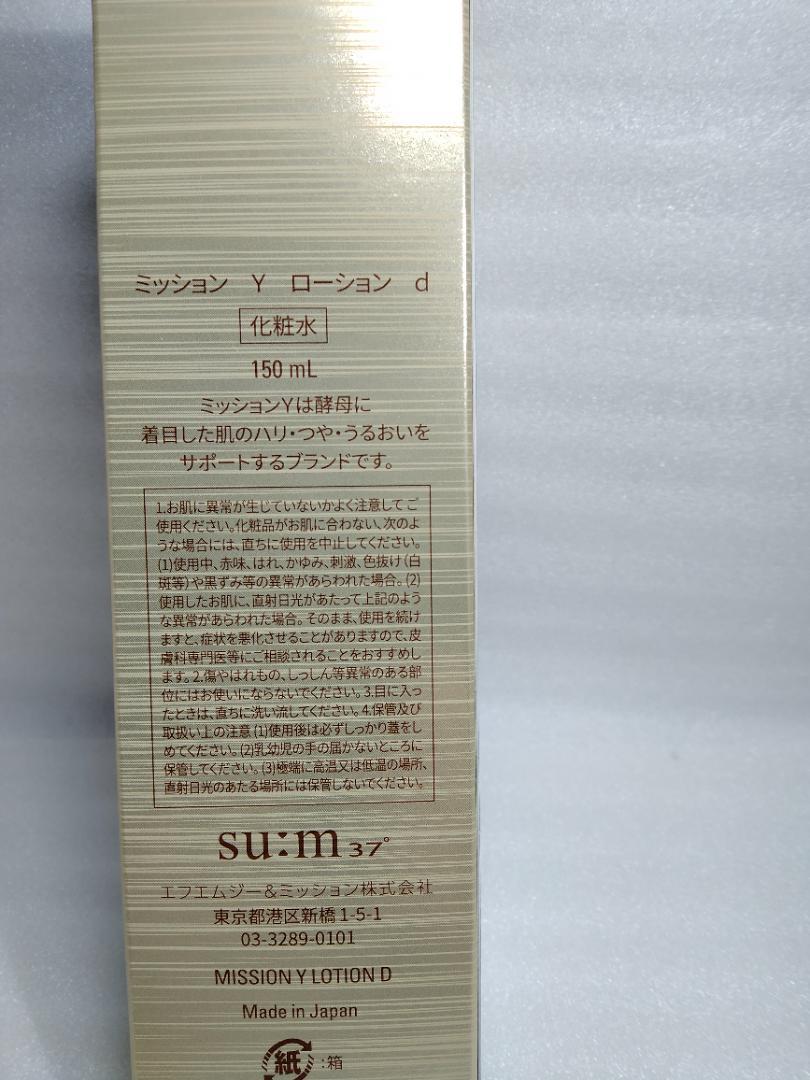 ミッション Y ローション d
化粧水
150 mL
ミッションYは酵母に
着目した肌のハリ・つや・うるおいを
サポートするブランドです。
1.お肌に異常が生じていないかよく注意してご
使用ください。化粧品がお肌に合わない、次のよ
うな場合には、直ちに使用を中止してください。
(1)使用中、赤味、はれ、かゆみ、刺激、色抜け(白
斑等)や黒ずみ等の異常があらわれた場合。(2)
使用したお肌に、直射日光があたって上記のよう
な異常があらわれた場合。そのまま、使用を続け
ますと、症状を悪化させることがありますので、皮
膚科専門医等にご相談されることをおすすめし
ます。2.傷やはれもの、しっしん等異常のある部
位にはお使いにならないでください。3.目に入っ
たときは、直ちに洗い流してください。4.保管及び
取扱い上の注意(1)使用後は必ずしっかり蓋をし
めてください。(2)乳幼児の手の届かないところに
保管してください。(3)極端に高温又は低温の場所、
直射日光のあたる場所には保管しないでください。
su:m37°
エフエムジー&ミッション株式会社
東京都港区新橋1-5-1
03-3289-0101
MISSION Y LOTION D
Made in Japan
紙:箱